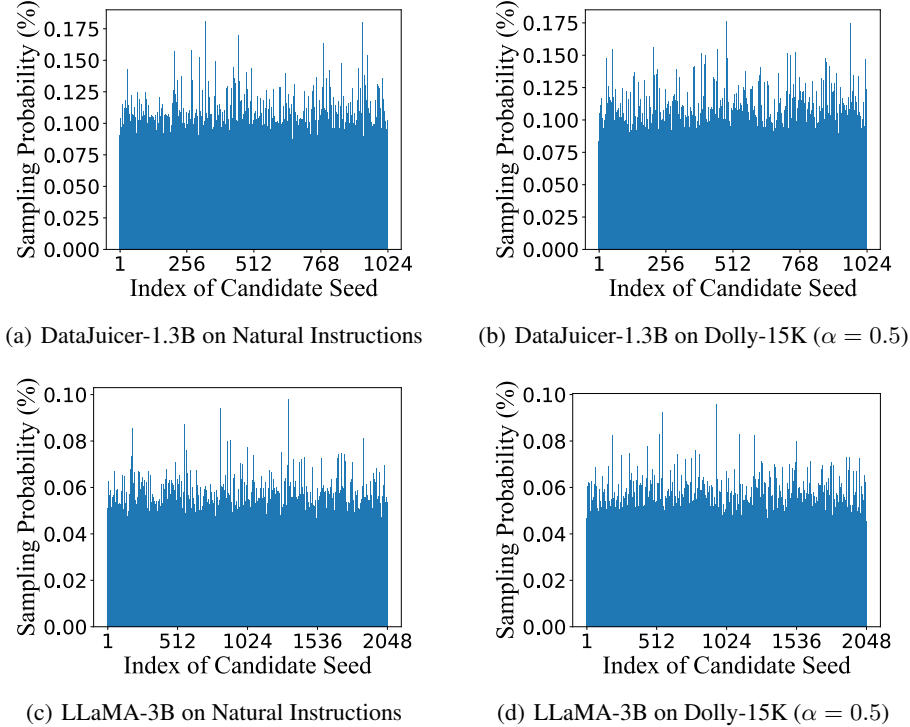 Sampling Probability (%)
0.175
0.150
0.125
0.100
0.075
0.050
0.025
0.000
1 256 512 768 1024
Index of Candidate Seed
(a) DataJuicer-1.3B on Natural Instructions
Sampling Probability (%)
0.175
0.150
0.125
0.100
0.075
0.050
0.025
0.000
1 256 512 768 1024
Index of Candidate Seed
(b) DataJuicer-1.3B on Dolly-15K (α = 0.5)
Sampling Probability (%)
0.10
0.08
0.06
0.04
0.02
0.00
1 512 1024 1536 2048
Index of Candidate Seed
(c) LLaMA-3B on Natural Instructions
Sampling Probability (%)
0.10
0.08
0.06
0.04
0.02
0.00
1 512 1024 1536 2048
Index of Candidate Seed
(d) LLaMA-3B on Dolly-15K (α = 0.5)